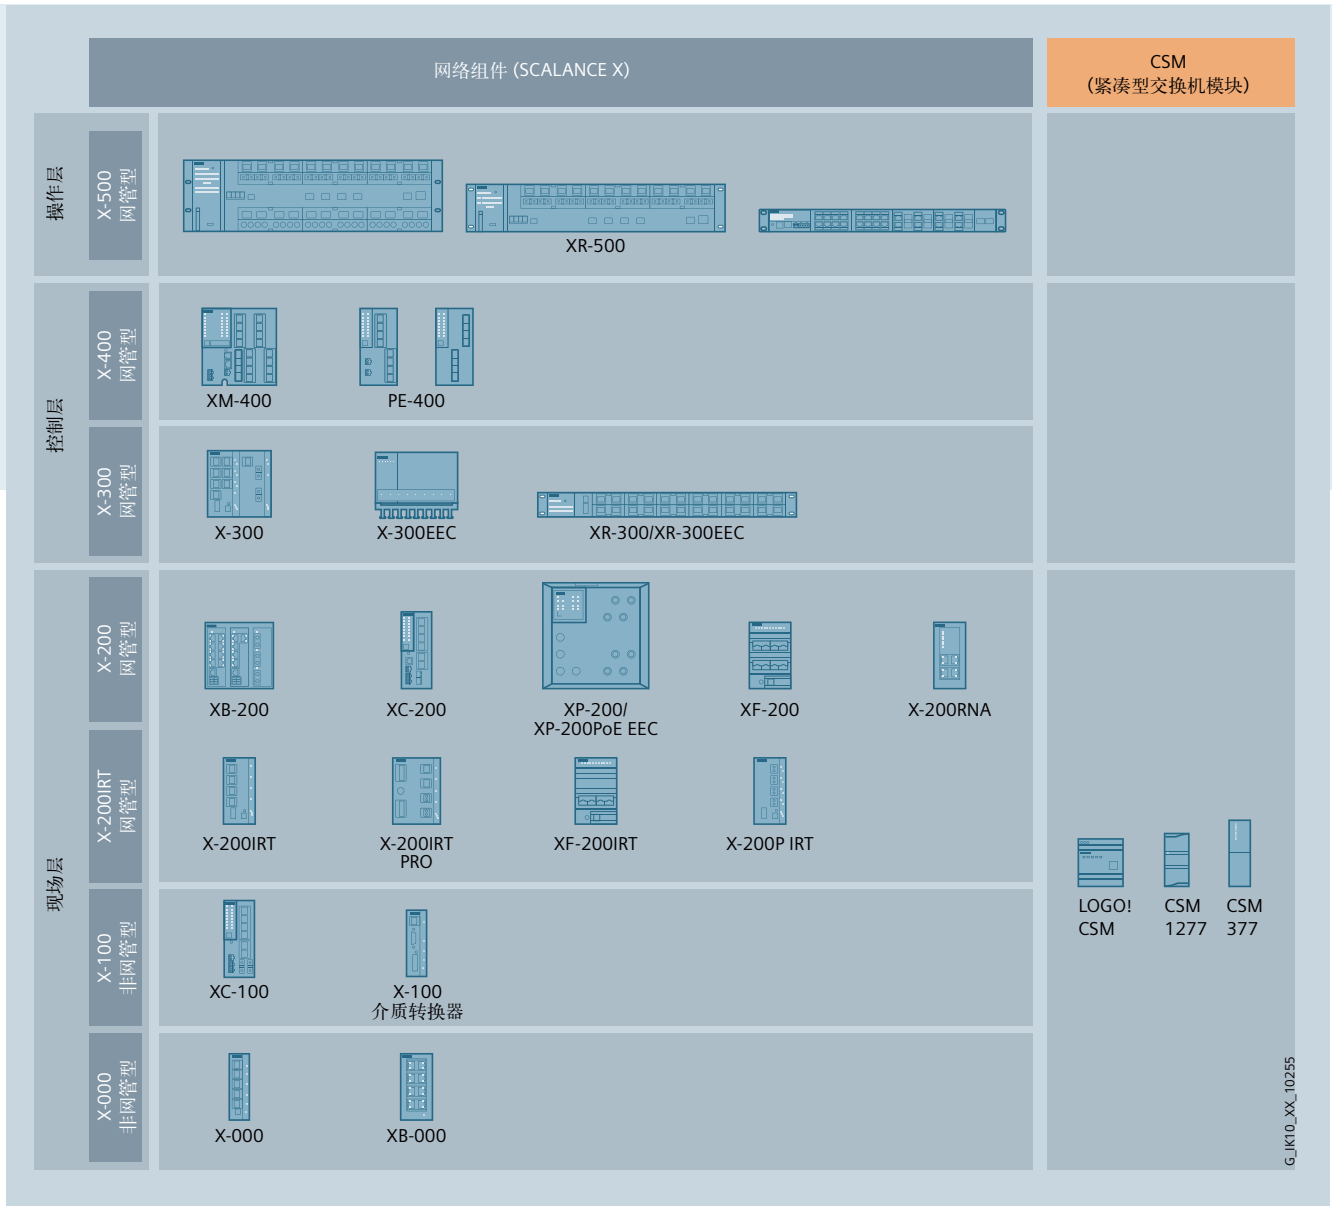 网络组件 (SCALANCE X)
CSM
(紧凑型交换机模块)
操作层
X-500
网管型
XR-500
控制层
X-400
网管型
XM-400
PE-400
X-300
网管型
X-300
X-300EEC
XR-300/XR-300EEC
现场层
X-200
网管型
XB-200
XC-200
XP-200/
XP-200PoE EEC
XF-200
X-200RNA
X-200IRT
网管型
X-200IRT
X-200IRT
PRO
XF-200IRT
X-200P IRT
X-100
非网管型
XC-100
X-100
介质转换器
X-000
非网管型
X-000
XB-000
LOGO!
CSM
CSM
1277
CSM
377
G_IK10_XX_10255